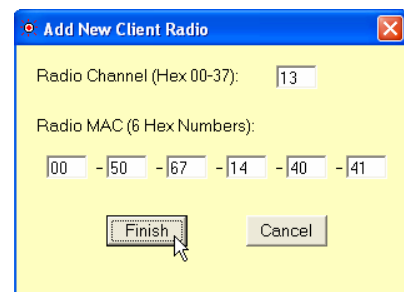 Add New Client Radio
Radio Channel (Hex 00-37): 13
Radio MAC (6 Hex Numbers):
00 - 50 - 67 - 14 - 40 - 41
Finish Cancel